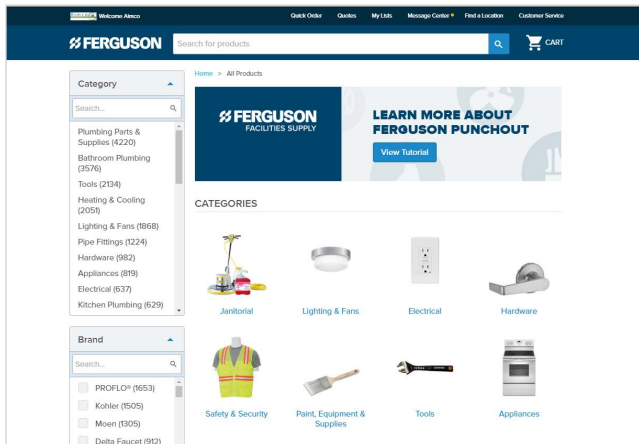 Welcome Aimco
Quick Order
Quotes
My Lists
Message Center
Find a Location
Customer Service
FERGUSON
Search for products
CART
Home > All Products
Category
Search...
Plumbing Parts &
Supplies (4220)
Bathroom Plumbing
(3576)
Tools (2134)
Heating & Cooling
(2051)
Lighting & Fans (1868)
Pipe Fittings (1224)
Hardware (982)
Appliances (819)
Electrical (637)
Kitchen Plumbing (629)
Brand
Search...
PROFLO® (1653)
Kohler (1505)
Moen (1305)
Delta Faucet (912)
FERGUSON
FACILITIES SUPPLY
LEARN MORE ABOUT
FERGUSON PUNCHOUT
View Tutorial
CATEGORIES
Janitorial
Lighting & Fans
Electrical
Hardware
Safety & Security
Paint, Equipment &
Supplies
Tools
Appliances